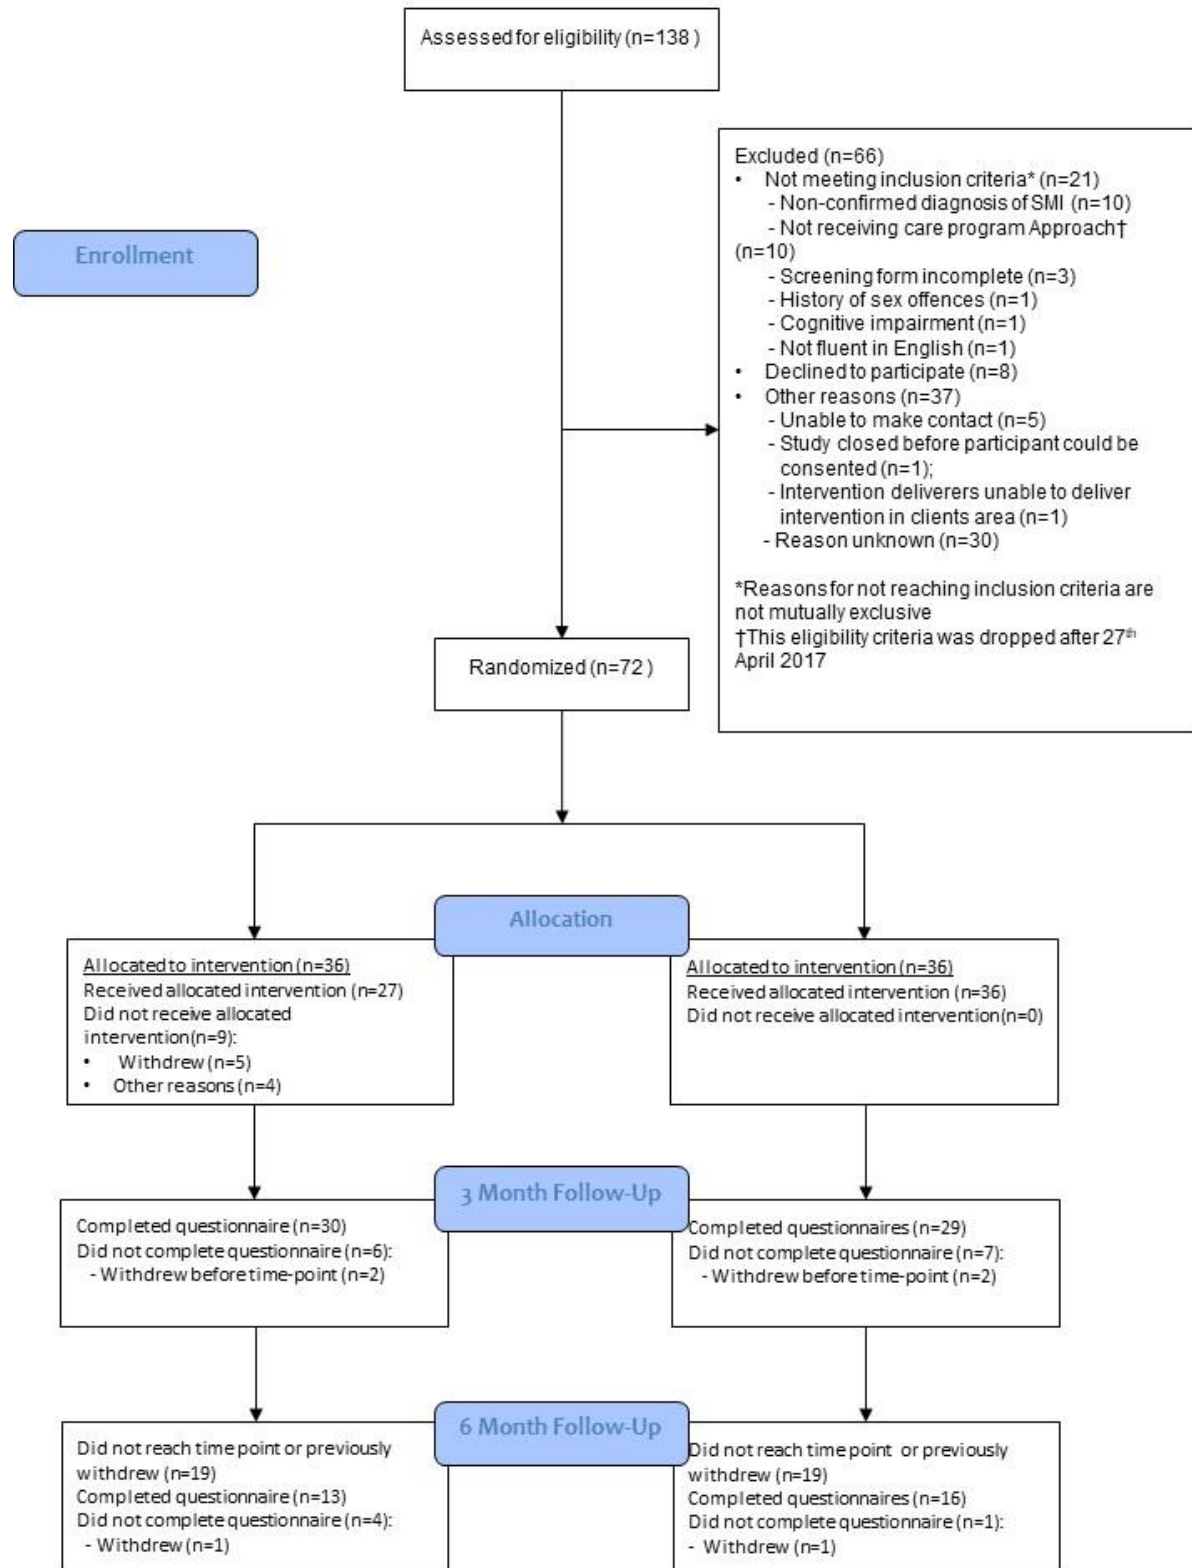 Assessed for eligibility (n=138 )
Excluded (n=66)
• Not meeting inclusion criteria* (n=21)
- Non-confirmed diagnosis of SMI (n=10)
- Not receiving care program Approach†
(n=10)
- Screening form incomplete (n=3)
- History of sex offences (n=1)
- Cognitive impairment (n=1)
- Not fluent in English (n=1)
• Declined to participate (n=8)
• Other reasons (n=37)
- Unable to make contact (n=5)
- Study closed before participant could be
consented (n=1);
- Intervention deliverers unable to deliver
intervention in clients area (n=1)
- Reason unknown (n=30)
*Reasons for not reaching inclusion criteria are
not mutually exclusive
†This eligibility criteria was dropped after 27th
April 2017
Enrollment
Randomized (n=72 )
Allocation
Allocated to intervention (n=36)
Received allocated intervention (n=27)
Did not receive allocated
intervention(n=9):
• Withdrew (n=5)
• Other reasons (n=4)
Allocated to intervention (n=36)
Received allocated intervention (n=36)
Did not receive allocated intervention(n=0)
3 Month Follow-Up
Completed questionnaire (n=30)
Did not complete questionnaire (n=6):
- Withdrew before time-point (n=2)
Completed questionnaires (n=29)
Did not complete questionnaire (n=7):
- Withdrew before time-point (n=2)
6 Month Follow-Up
Did not reach time point or previously
withdrew (n=19)
Completed questionnaire (n=13)
Did not complete questionnaire (n=4):
- Withdrew (n=1)
Did not reach time point or previously
withdrew (n=19)
Completed questionnaires (n=16)
Did not complete questionnaire (n=1):
- Withdrew (n=1)